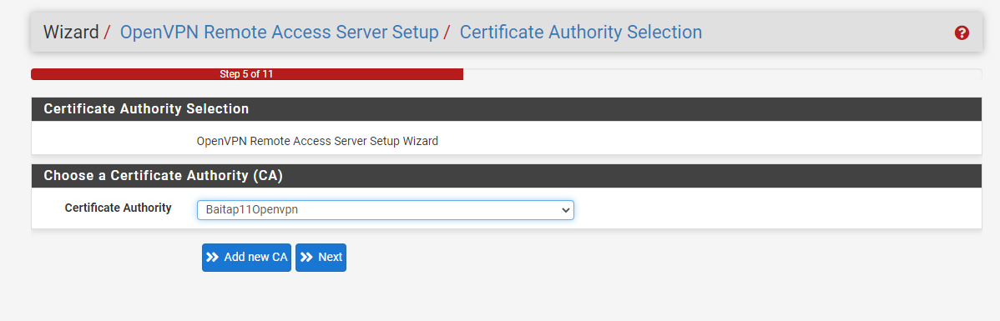 Wizard / OpenVPN Remote Access Server Setup / Certificate Authority Selection
Step 5 of 11
Certificate Authority Selection
OpenVPN Remote Access Server Setup Wizard
Choose a Certificate Authority (CA)
Certificate Authority Baitap11Openvpn
Add new CA Next